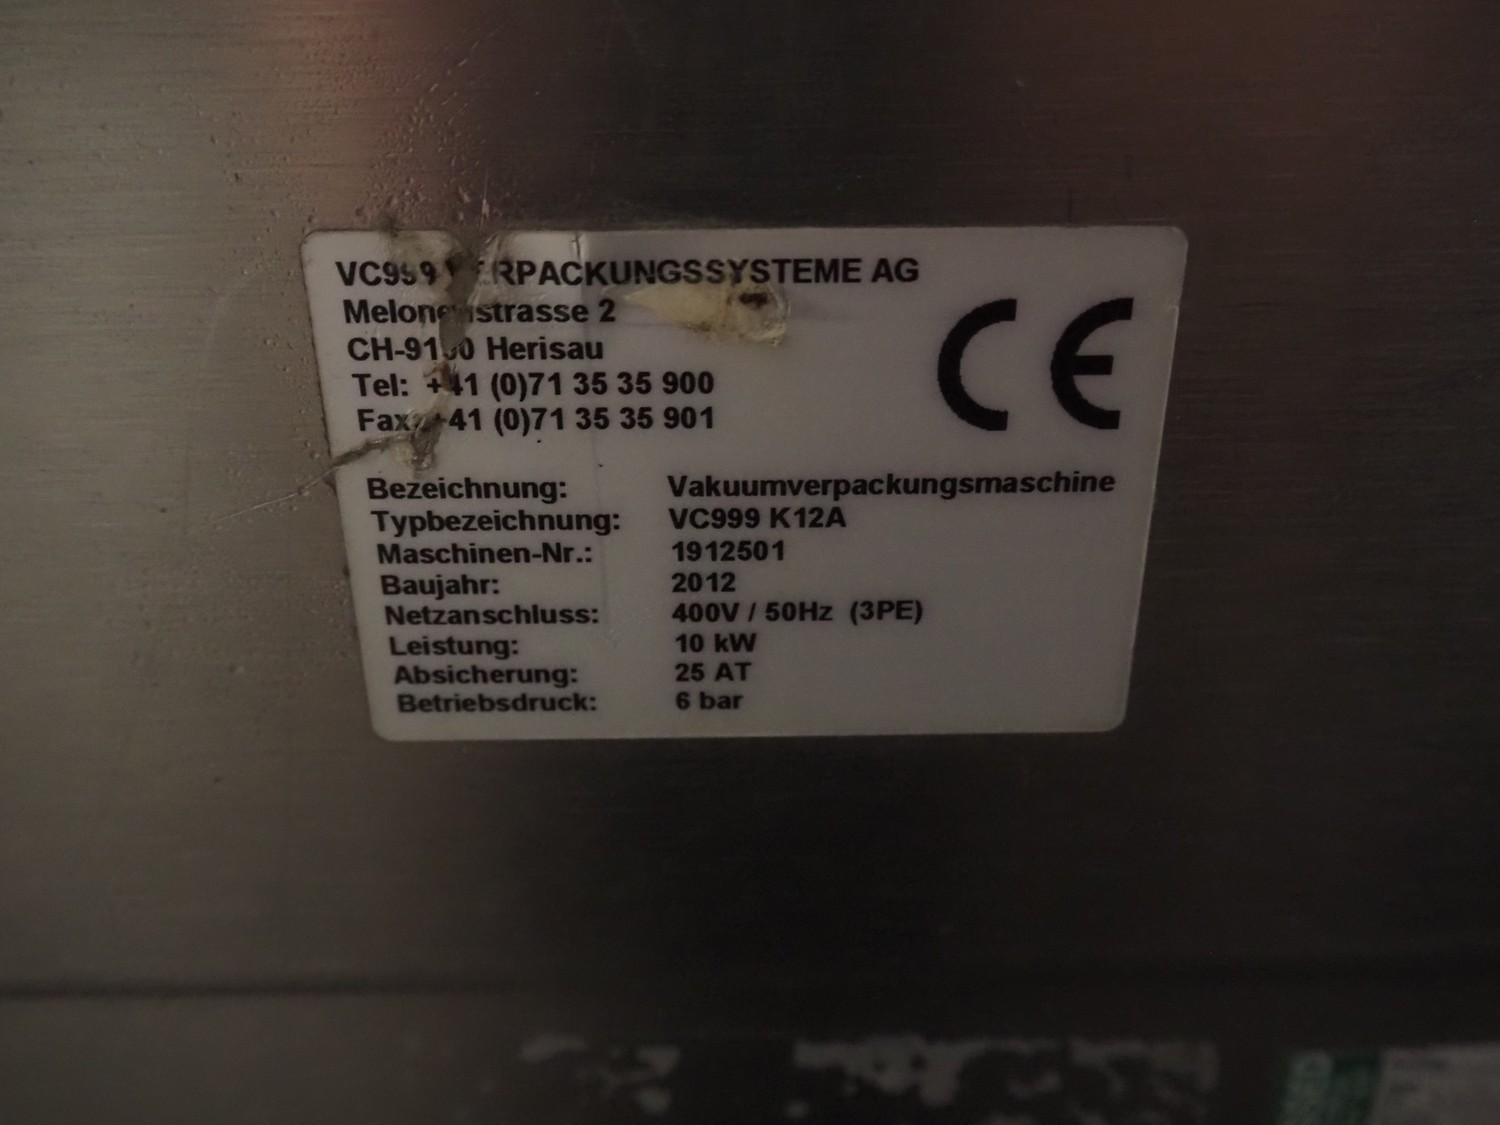 VC999 VERPACKUNGSSYSTEME AG
Melonenstrasse 2
CH-9100 Herisau
Tel: +41 (0)71 35 35 900
Fax: +41 (0)71 35 35 901
CE
Bezeichnung: Vakuumverpackungsmaschine
Typbezeichnung: VC999 K12A
Maschinen-Nr.: 1912501
Baujahr: 2012
Netzanschluss: 400V / 50Hz (3PE)
Leistung: 10 kW
Absicherung: 25 AT
Betriebsdruck: 6 bar